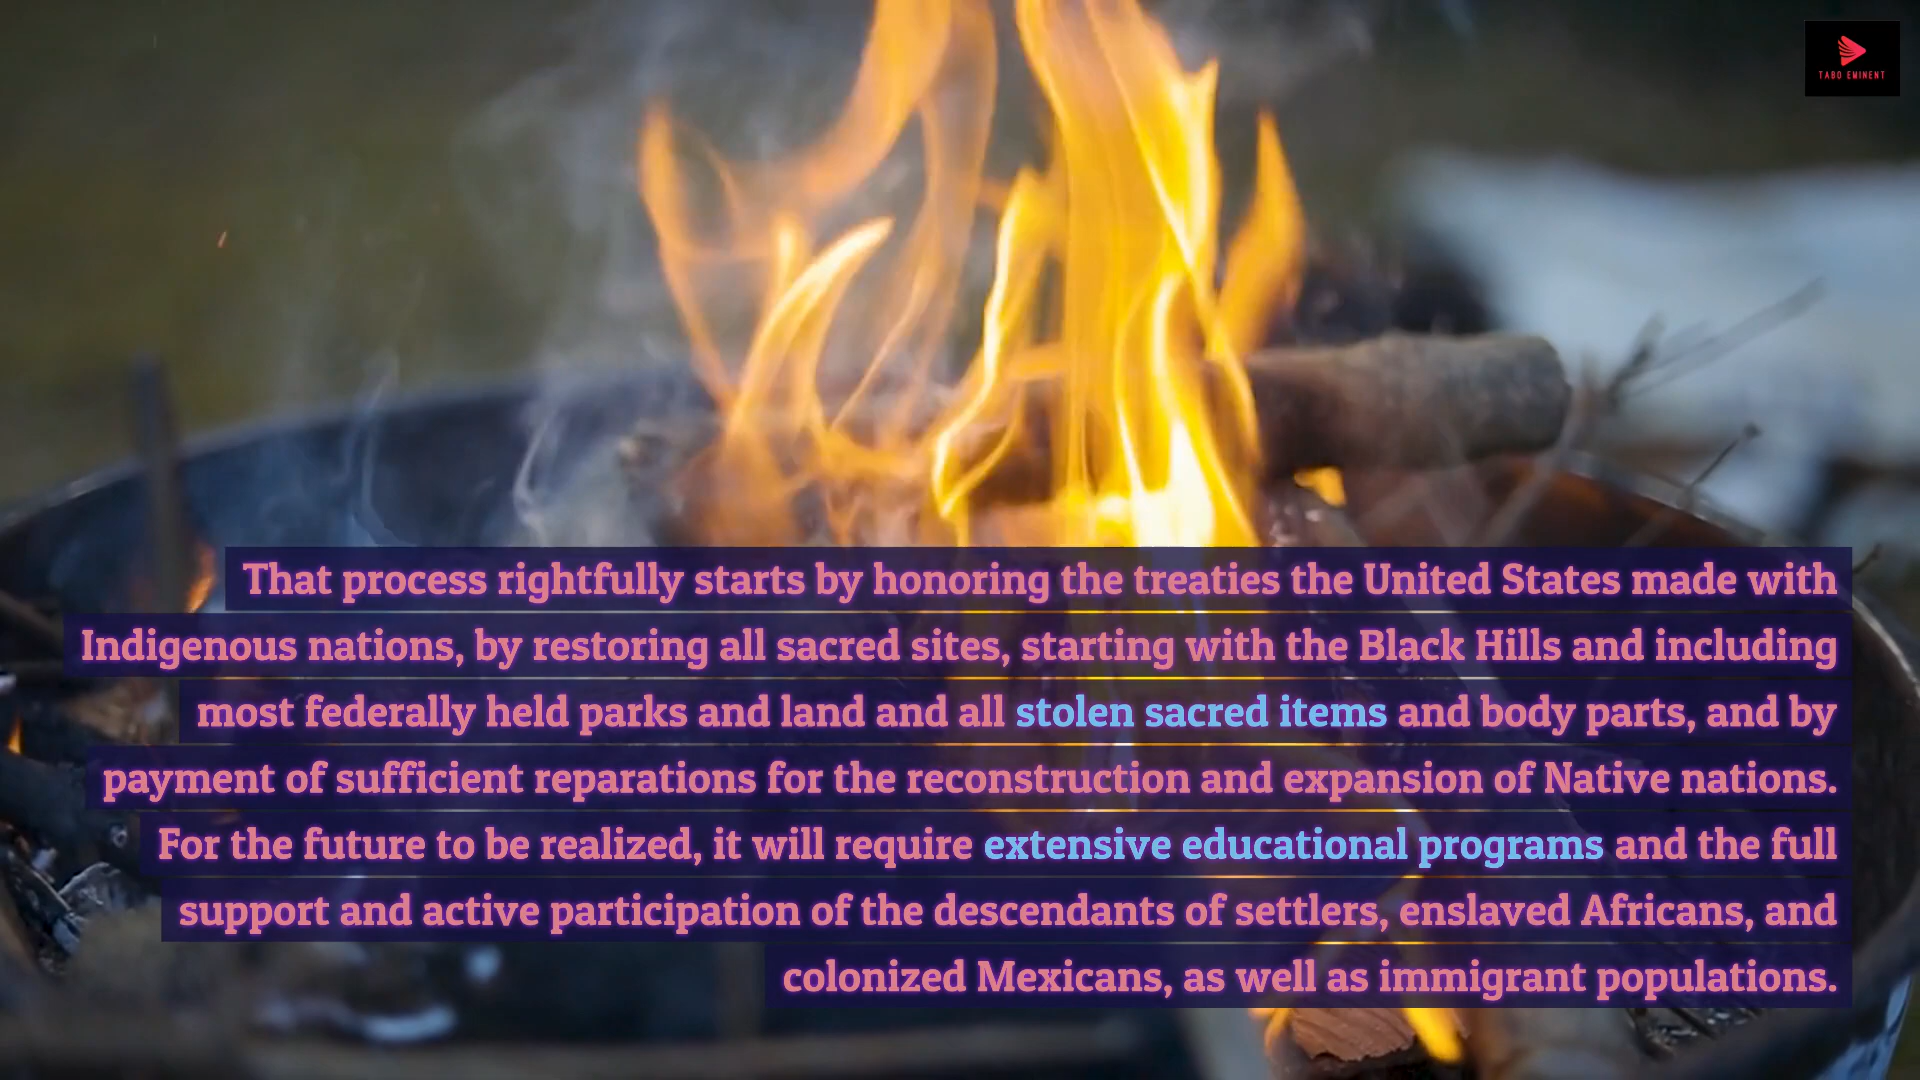 TABO EMINENT
That process rightfully starts by honoring the treaties the United States made with
Indigenous nations, by restoring all sacred sites, starting with the Black Hills and including
most federally held parks and land and all stolen sacred items and body parts, and by
payment of sufficient reparations for the reconstruction and expansion of Native nations.
For the future to be realized, it will require extensive educational programs and the full
support and active participation of the descendants of settlers, enslaved Africans, and
colonized Mexicans, as well as immigrant populations.